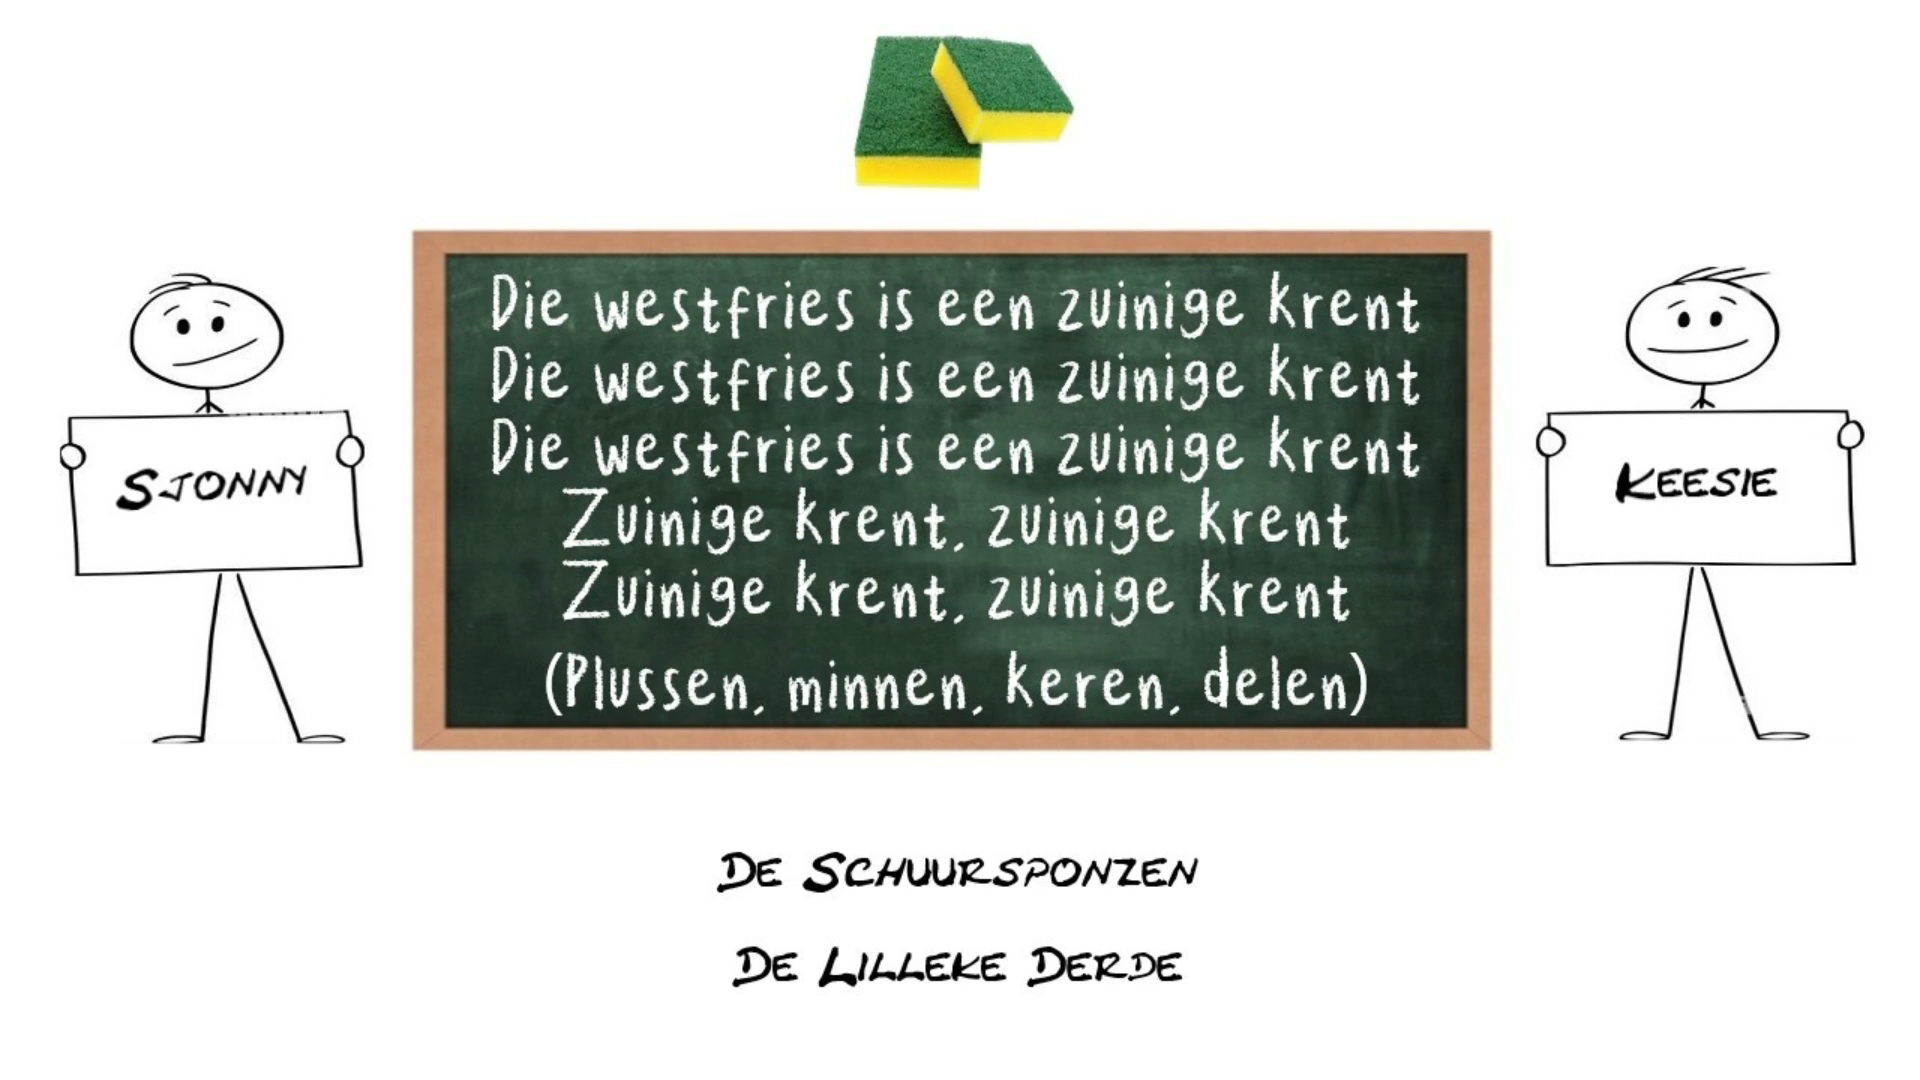 Die westfries is een zuinige krent
Die westfries is een zuinige krent
Die westfries is een zuinige krent
Zuinige krent, zuinige krent
Zuinige krent, zuinige krent
(Plussen, minnen, keren, delen)
SJONNY
KEESIE
DE SCHUURSPONZEN
DE LILLEKE DERDE